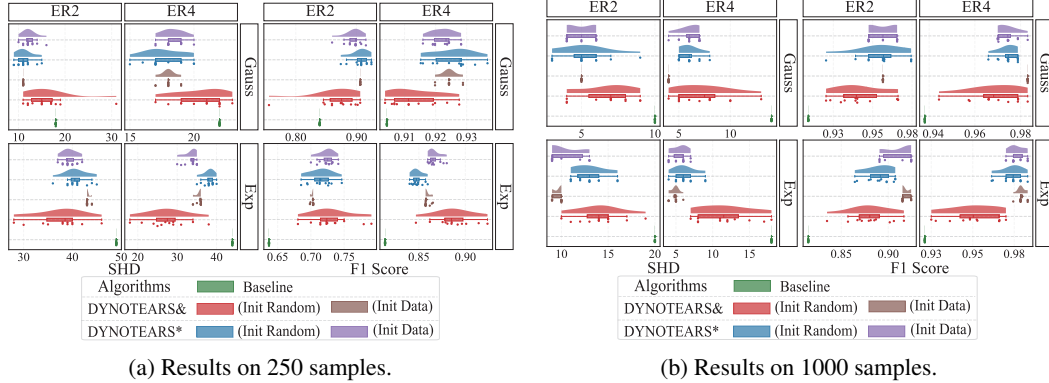 ER2 ER4 ER2 ER4
Gauss
10 20 30 15 20 0.80 0.90 0.91 0.92 0.93
Exp
30 40 50 20 30 40 0.65 0.70 0.75 0.85 0.90
SHD F1 Score
Algorithms Baseline
DYNOTEARS& (Init Random) (Init Data)
DYNOTEARS* (Init Random) (Init Data)
(a) Results on 250 samples.
ER2 ER4 ER2 ER4
Gauss
5 10 5 10 0.93 0.95 0.98 0.94 0.96 0.98
Exp
10 15 20 5 10 15 0.85 0.90 0.93 0.95 0.98
SHD F1 Score
Algorithms Baseline
DYNOTEARS& (Init Random) (Init Data)
DYNOTEARS* (Init Random) (Init Data)
(b) Results on 1000 samples.